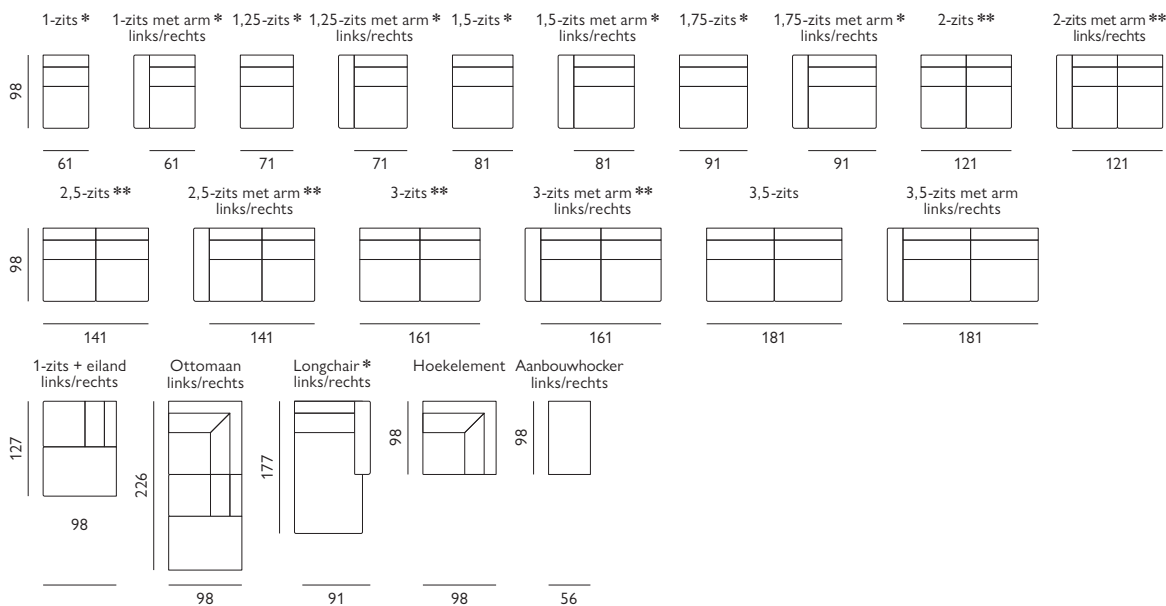 1-zits *
1-zits met arm *
links/rechts
1,25-zits *
1,25-zits met arm *
links/rechts
1,5-zits *
1,5-zits met arm *
links/rechts
1,75-zits *
1,75-zits met arm *
links/rechts
2-zits **
2-zits met arm **
links/rechts
98
61
61
71
71
81
81
91
91
121
121
2,5-zits **
2,5-zits met arm **
links/rechts
3-zits **
3-zits met arm **
links/rechts
3,5-zits
3,5-zits met arm
links/rechts
98
141
141
161
161
181
181
1-zits + eiland
links/rechts
Ottomaan
links/rechts
Longchair *
links/rechts
Hoekelement
Aanbouwhocker
links/rechts
127
226
177
98
98
98
98
91
98
56